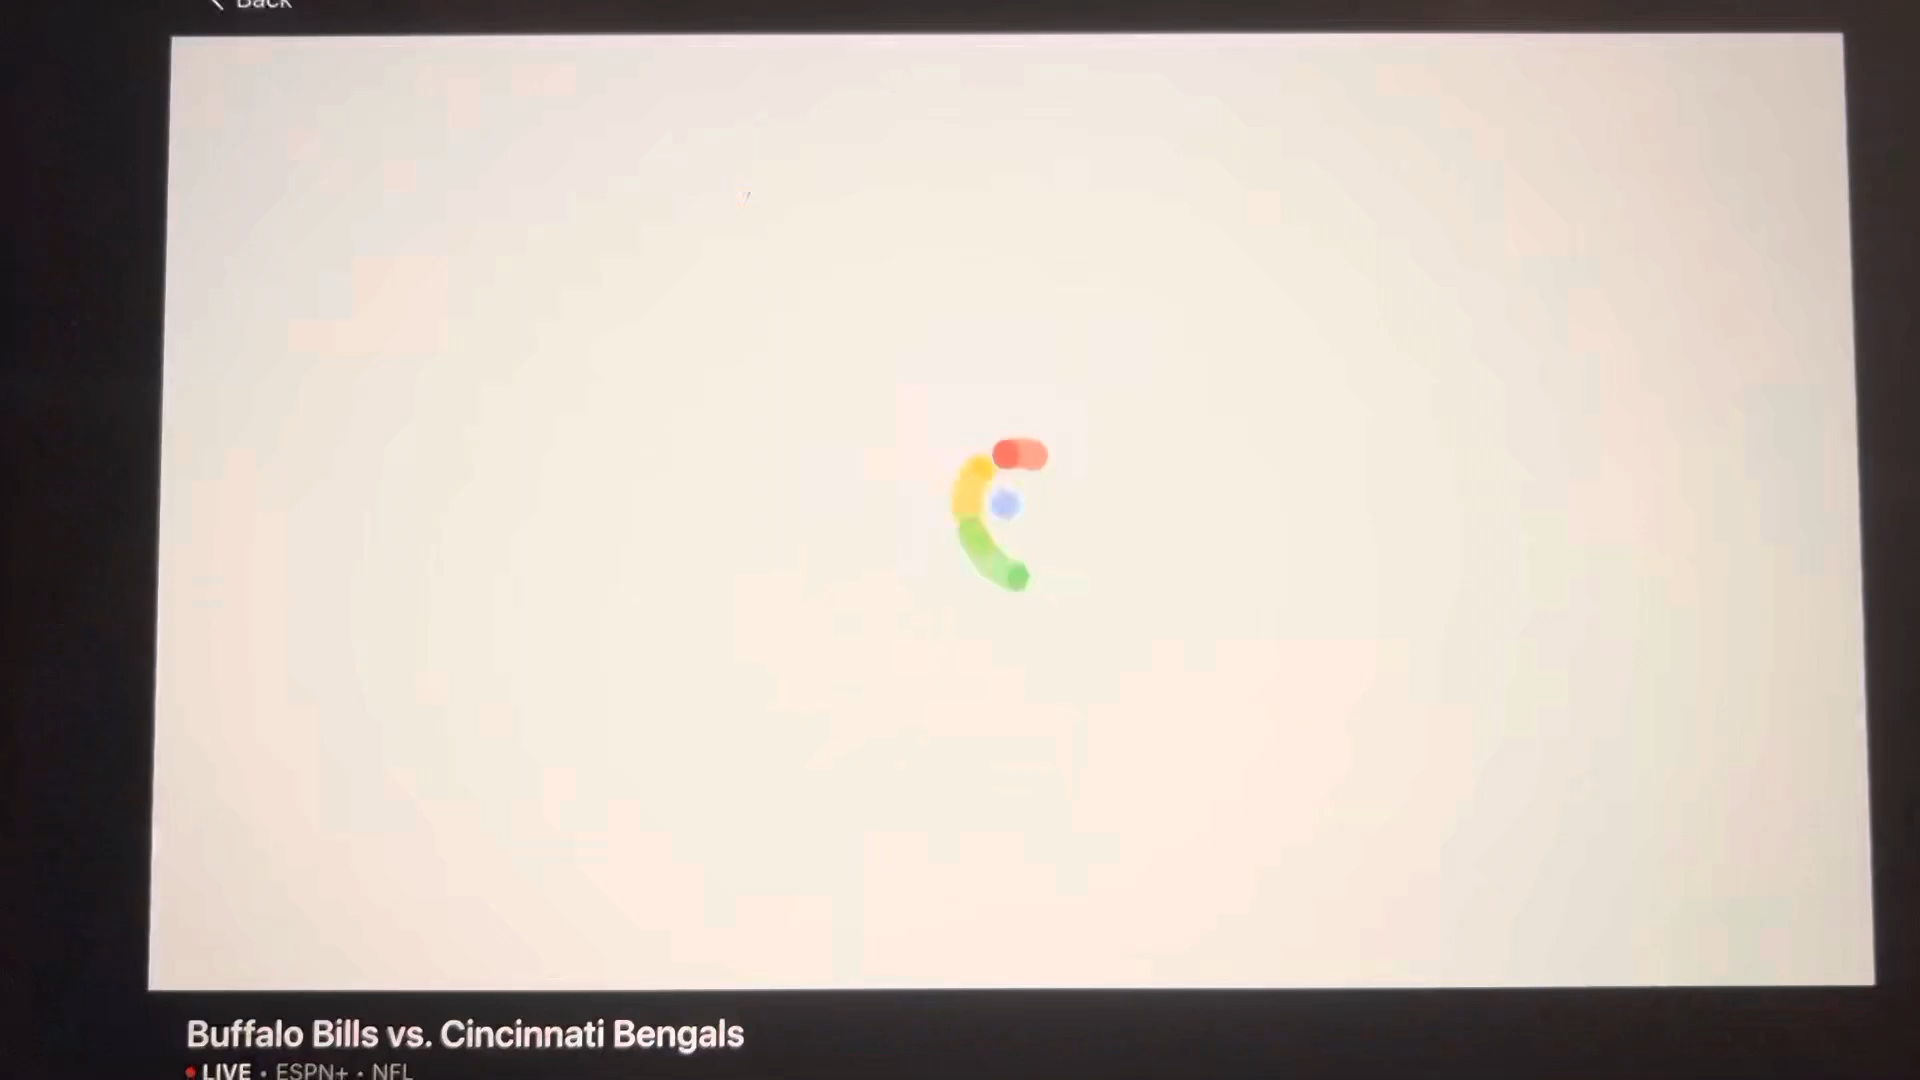 Back
Buffalo Bills vs. Cincinnati Bengals
LIVE • ESPN+ • NFL